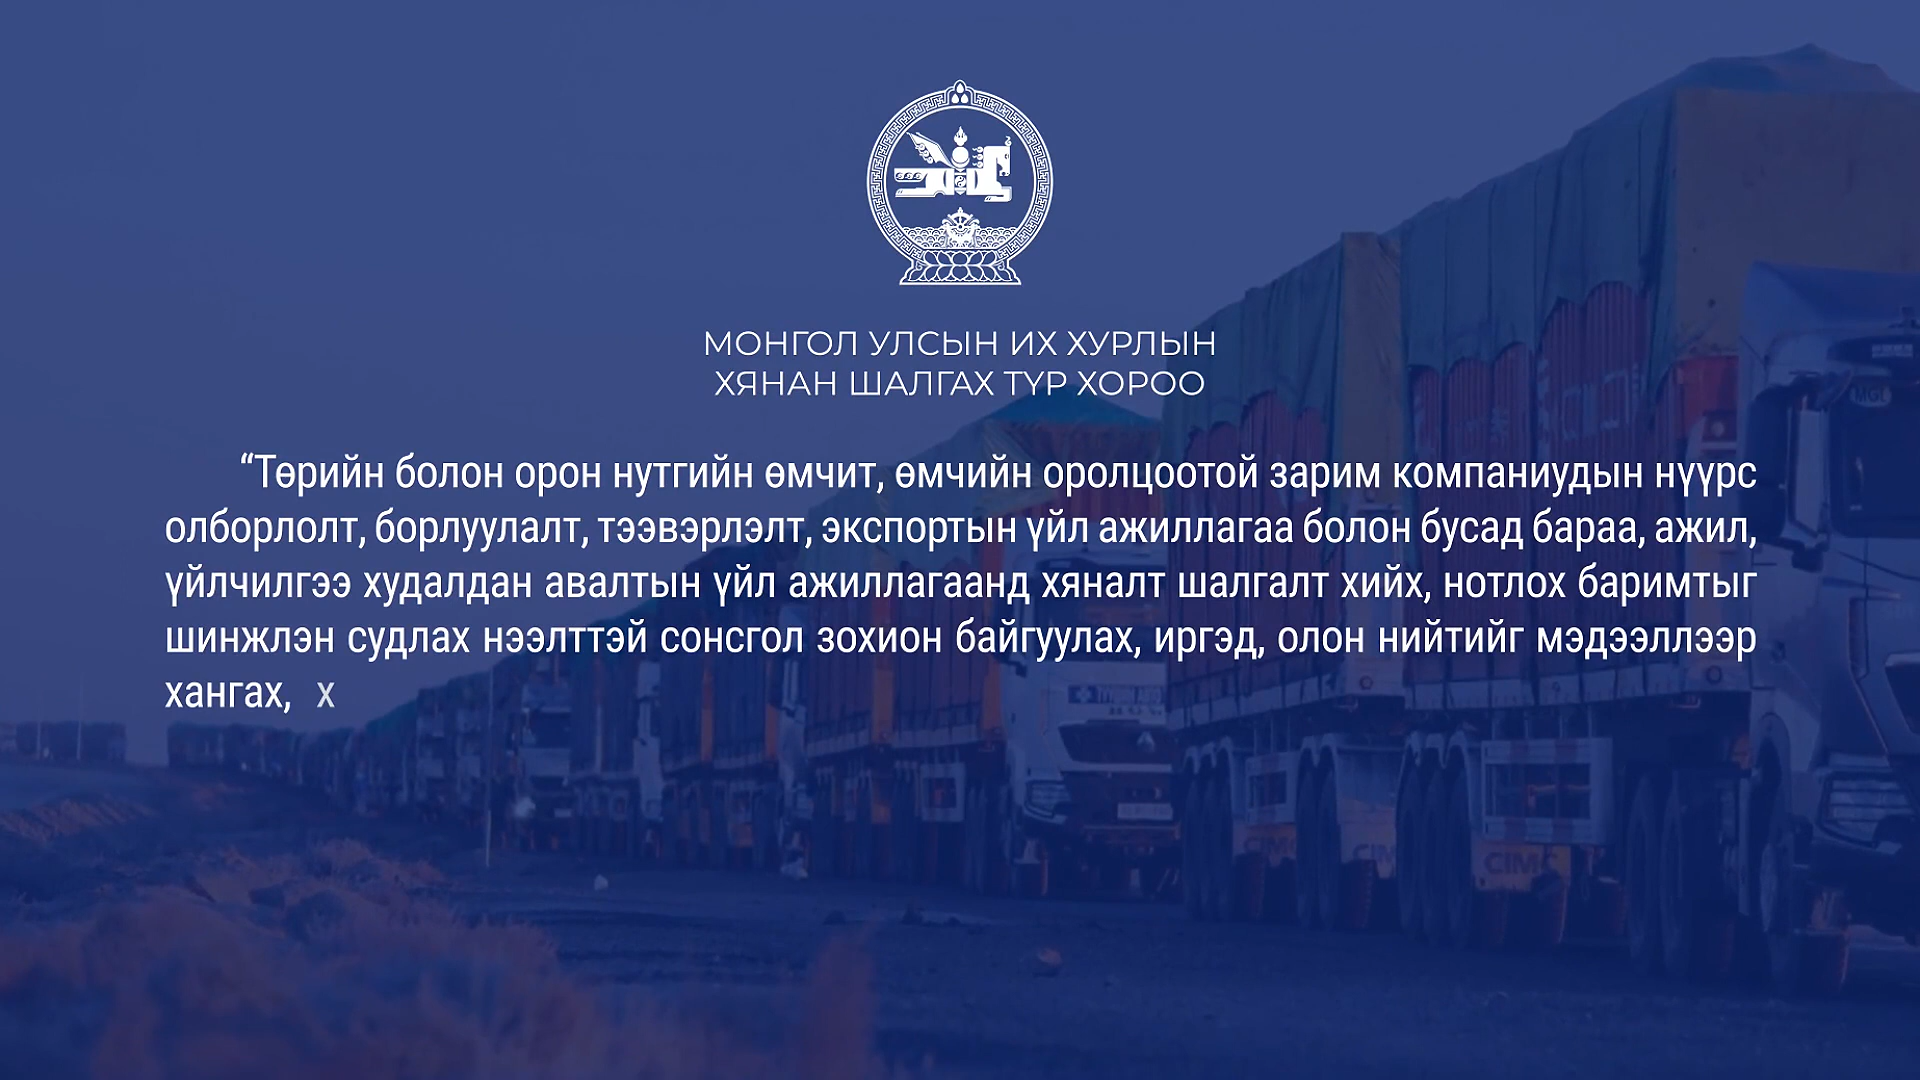 МОНГОЛ УЛСЫН ИХ ХУРЛЫН
ХЯНАН ШАЛГАХ ТҮР ХОРОО
“Төрийн болон орон нутгийн өмчит, өмчийн оролцоотой зарим компаниудын нүүрс
олборлолт, борлуулалт, тээвэрлэлт, экспортын үйл ажиллагаа болон бусад бараа, ажил,
үйлчилгээ худалдан авалтын үйл ажиллагаанд хяналт шалгалт хийх, нотлох баримтыг
шинжлэн судлах нээлттэй сонсгол зохион байгуулах, иргэд, олон нийтийг мэдээллээр
хангах, х
MGL
CIMC